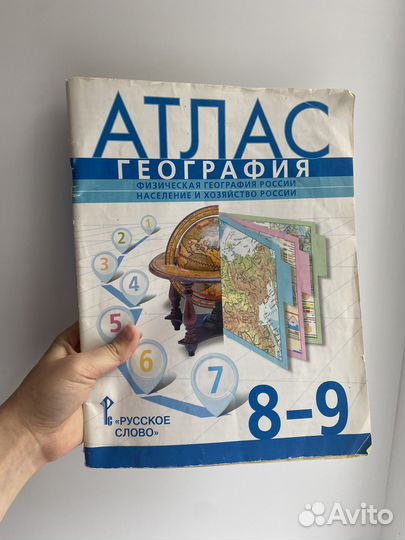 АТЛАС
ГЕОГРАФИЯ
ФИЗИЧЕСКАЯ ГЕОГРАФИЯ РОССИИ
НАСЕЛЕНИЕ И ХОЗЯЙСТВО РОССИИ
1
2
3
4
5
6
7
«РУССКОЕ
СЛОВО»
8-9
Avito